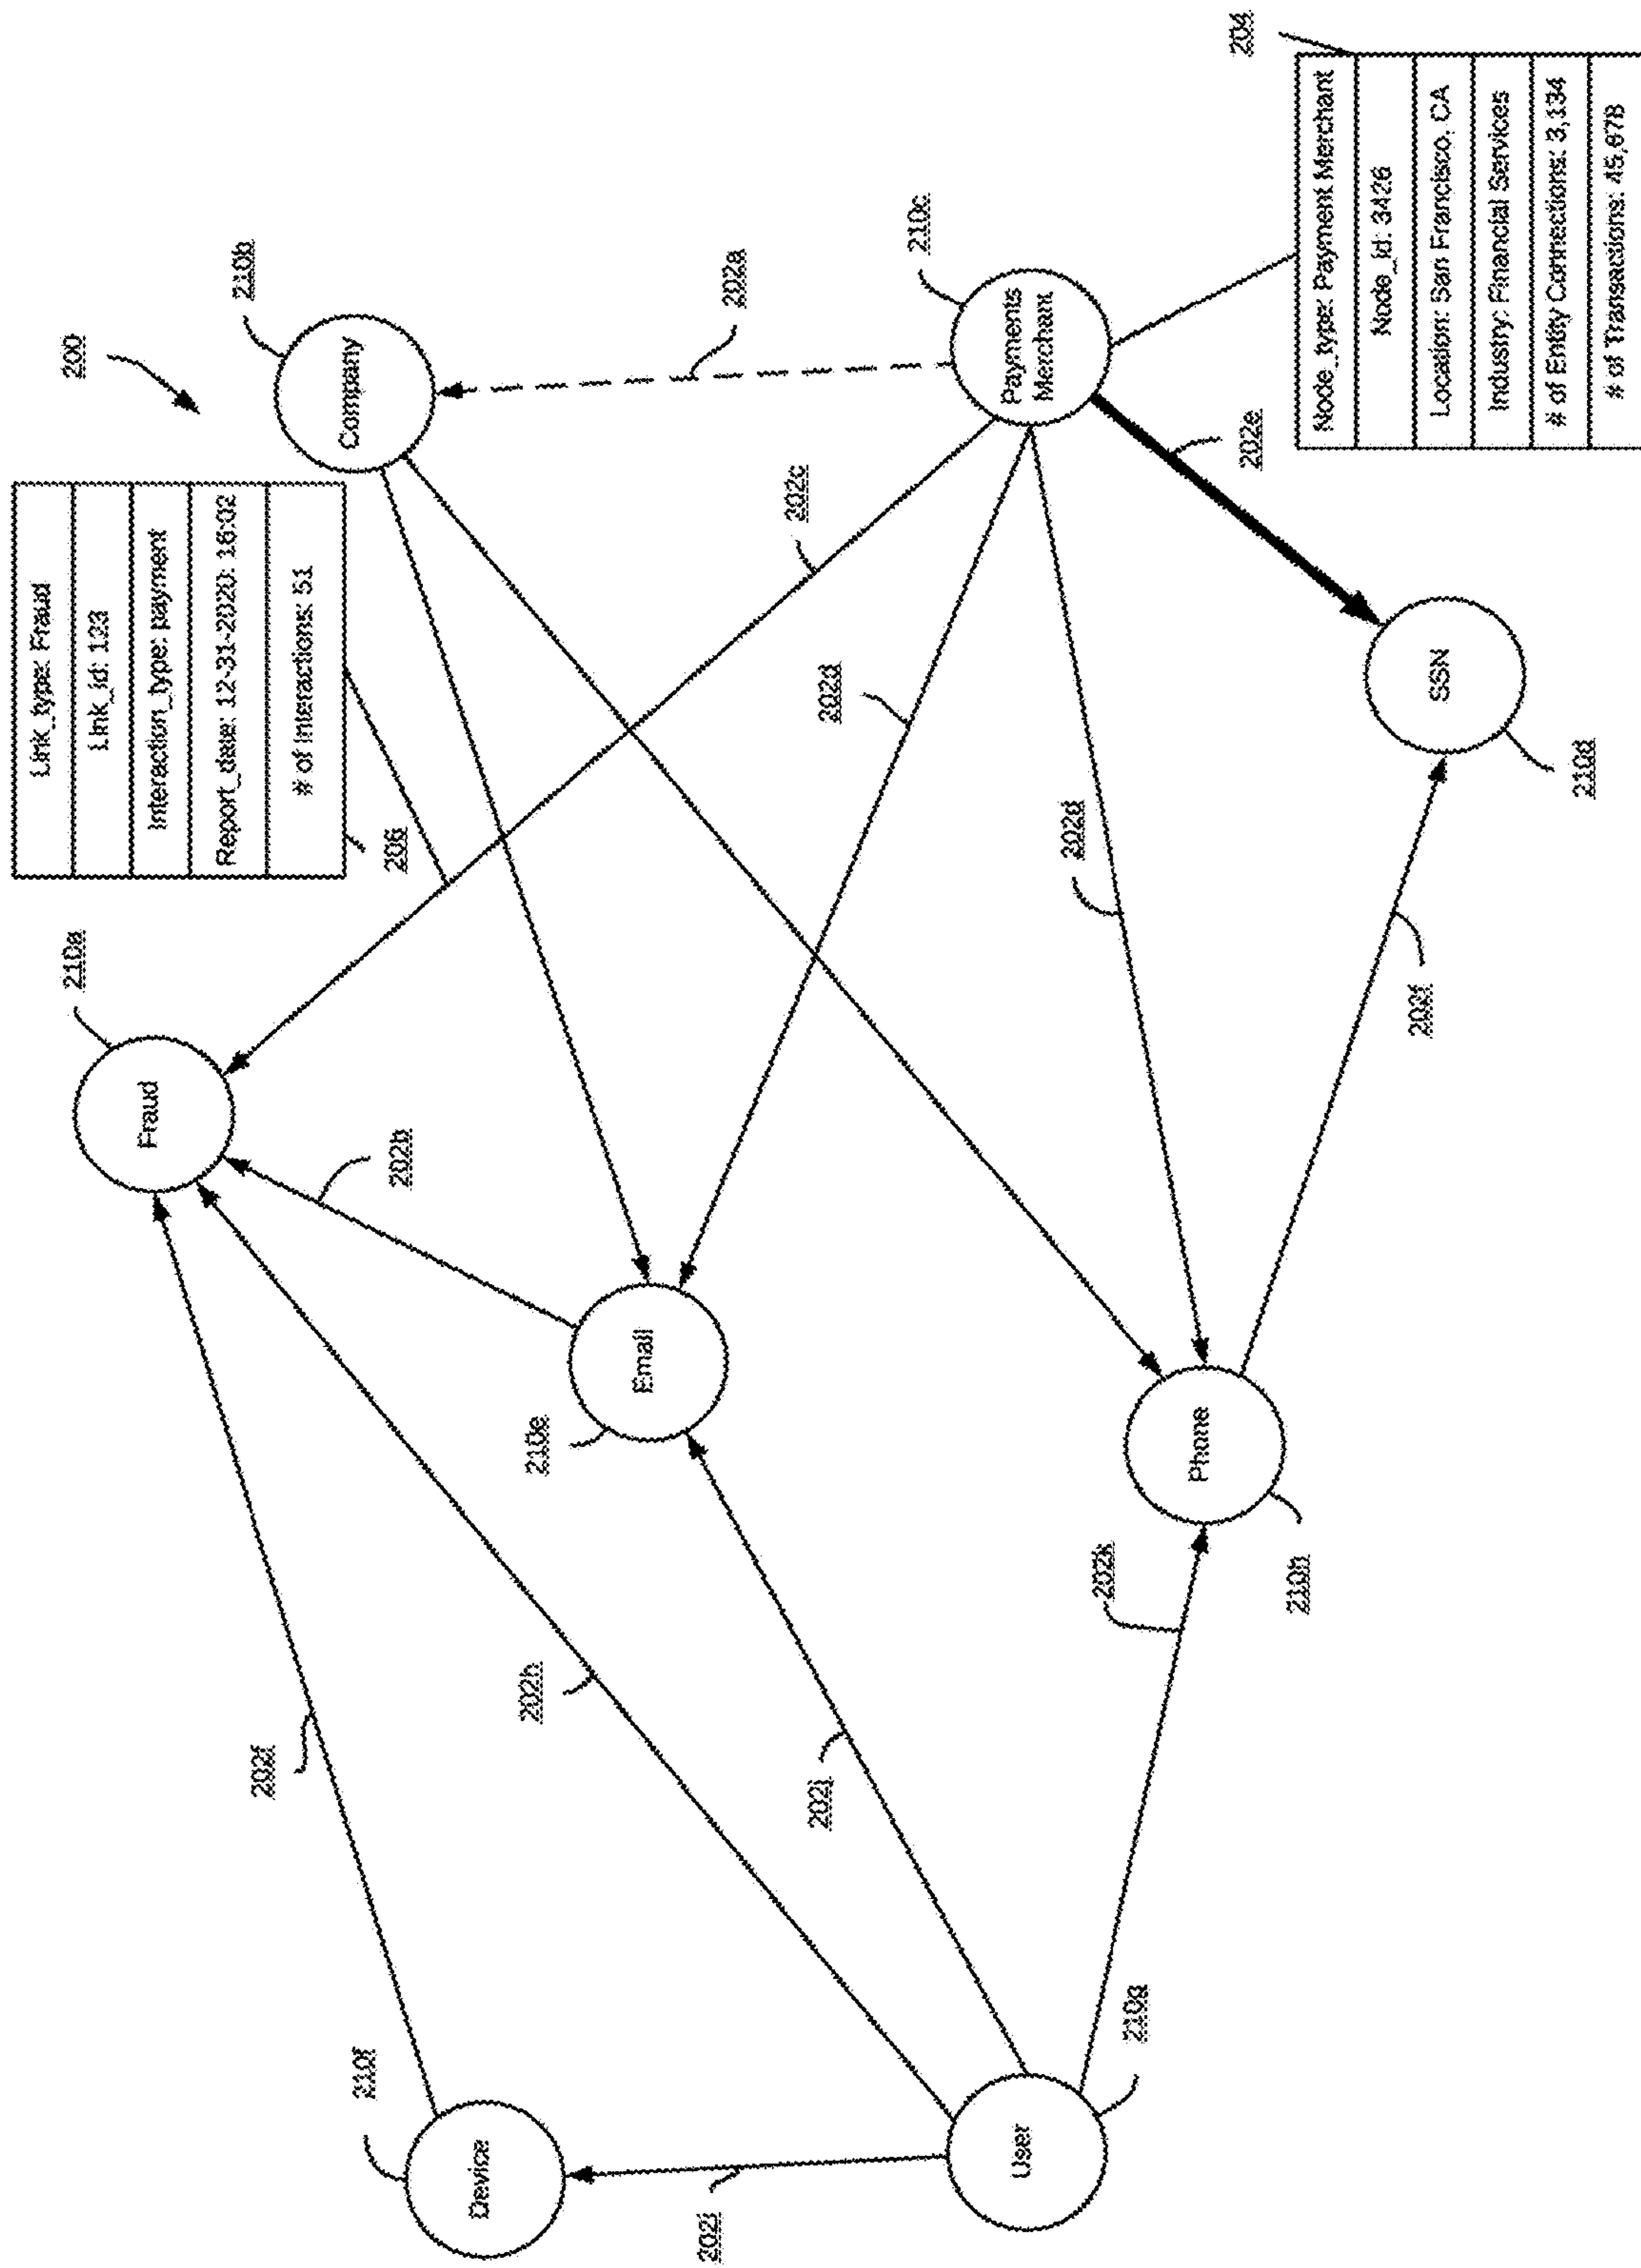 200
Link_type: Fraud
Link_id: 123
Interaction_type: payment
Report_date: 12-31-2020: 16:02
# of Interactions: 51
206
210a
Fraud
210b
Company
202a
202c
202b
202f
210f
Device
202h
210e
Email
202d
210c
Payments
Merchant
202i
202j
202d
202e
User
210g
202k
Phone
210h
202f
SSN
210d
204
Node_type: Payment Merchant
Node_id: 3426
Location: San Francisco, CA
Industry: Financial Services
# of Entity Connections: 3,134
# of Transactions: 45,678